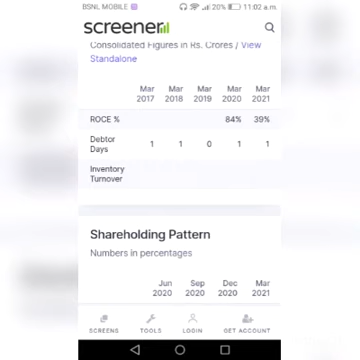 BSNL MOBILE 20% 11:02 a.m.
screener
Consolidated Figures in Rs. Crores / View
Standalone
Mar 2017 Mar 2018 Mar 2019 Mar 2020 Mar 2021
ROCE % 84% 39%
Debtor Days 1 1 0 1 1
Inventory Turnover
Shareholding Pattern
Numbers in percentages
Jun 2020 Sep 2020 Dec 2020 Mar 2021
SCREENS TOOLS LOGIN GET ACCOUNT